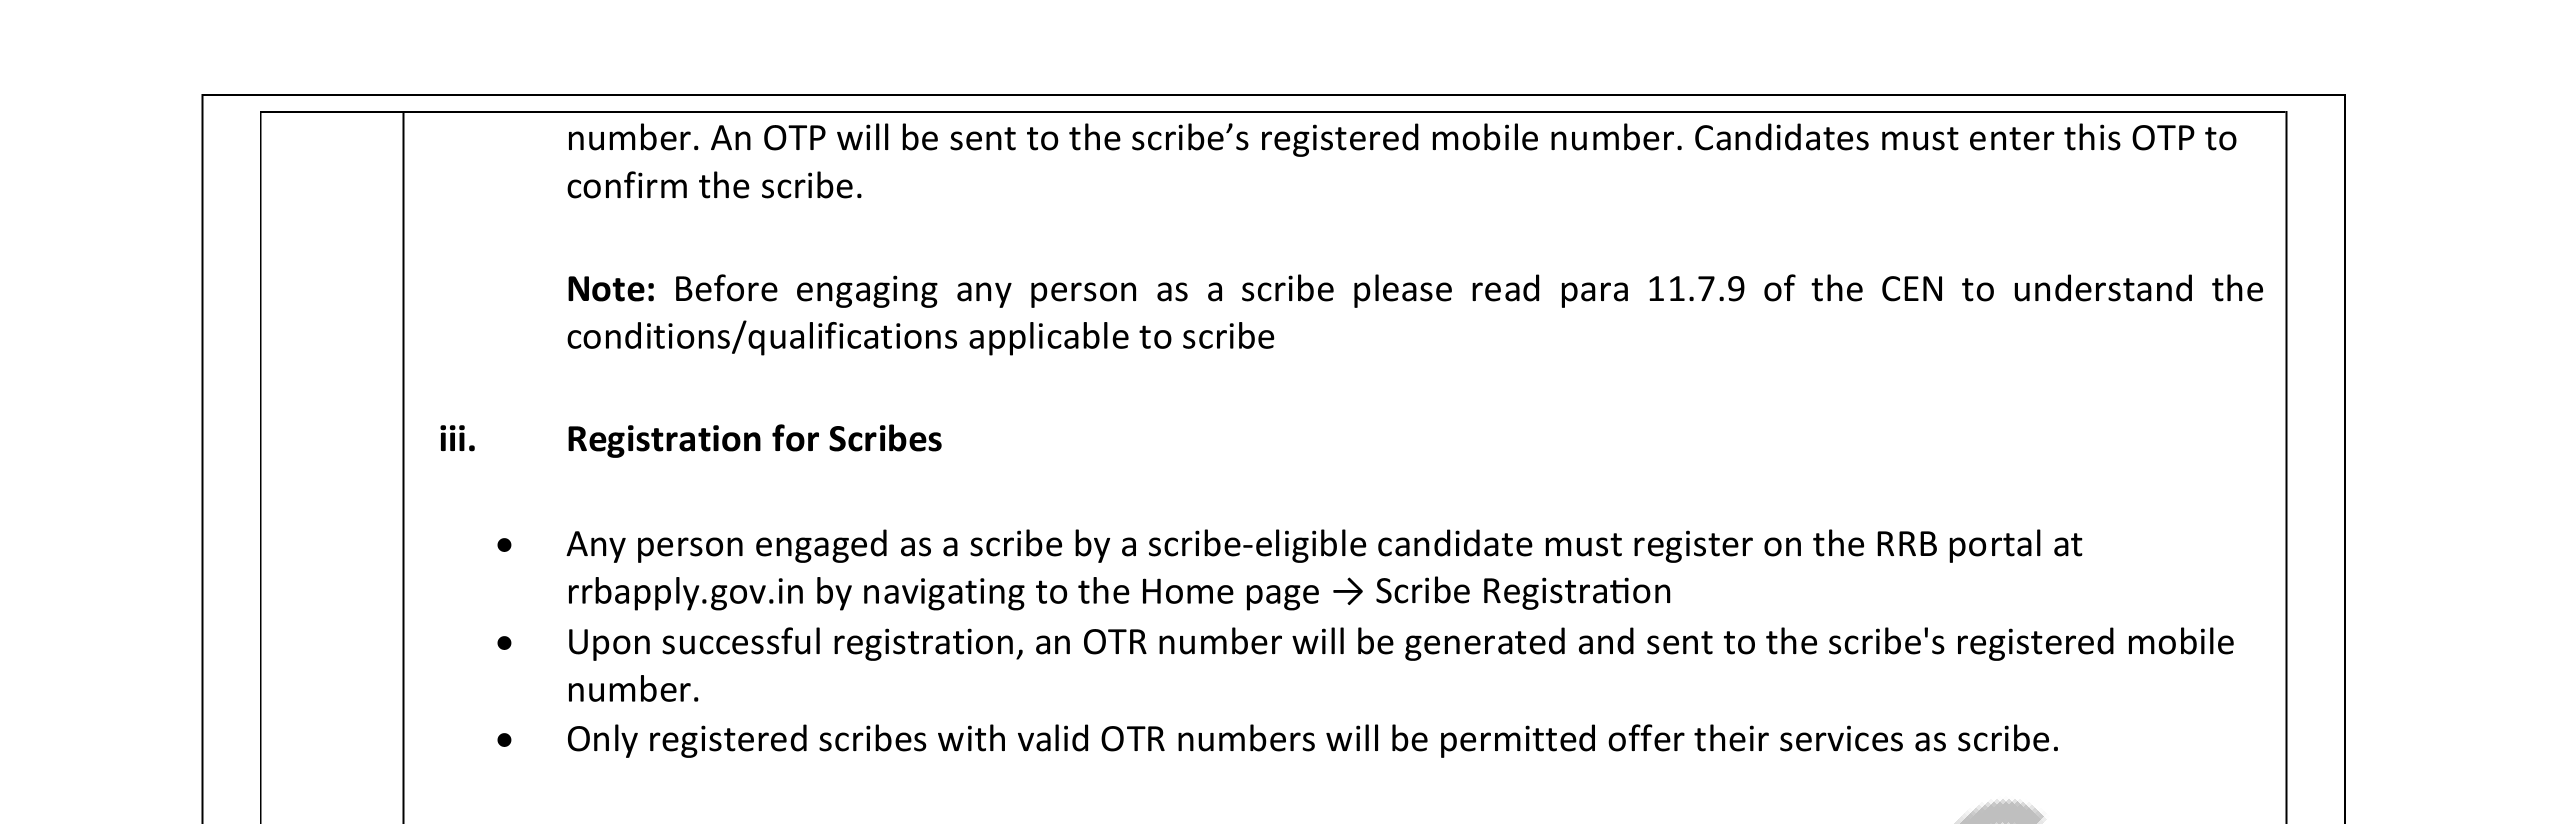 number. An OTP will be sent to the scribe’s registered mobile number. Candidates must enter this OTP to
confirm the scribe.
Note: Before engaging any person as a scribe please read para 11.7.9 of the CEN to understand the
conditions/qualifications applicable to scribe
iii. Registration for Scribes
• Any person engaged as a scribe by a scribe-eligible candidate must register on the RRB portal at
rrbapply.gov.in by navigating to the Home page → Scribe Registration
• Upon successful registration, an OTR number will be generated and sent to the scribe's registered mobile
number.
• Only registered scribes with valid OTR numbers will be permitted offer their services as scribe.